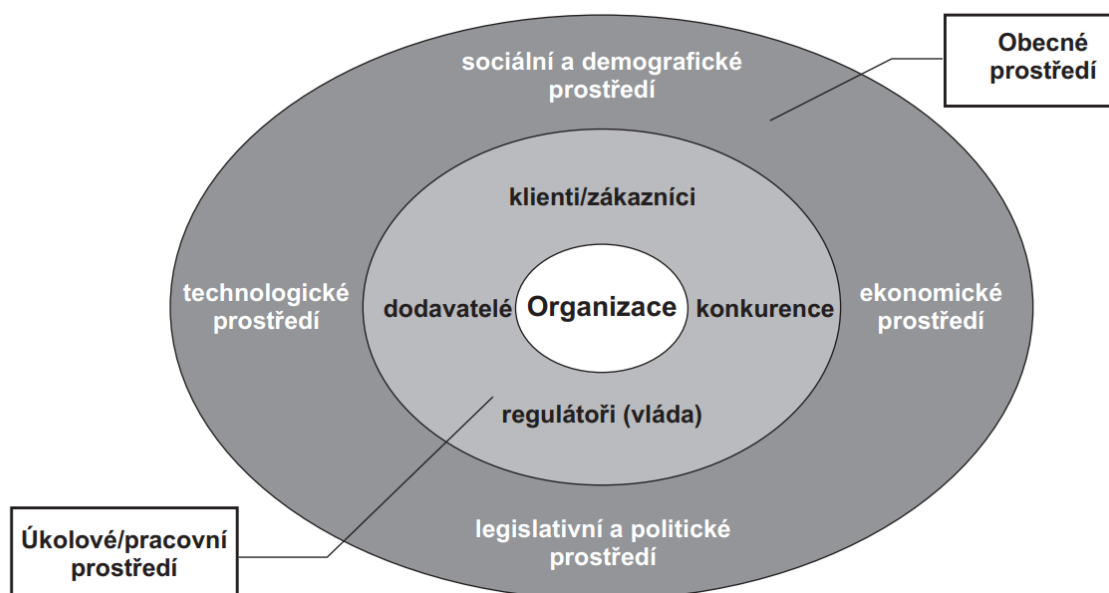 Obecné
prostředí
sociální a demografické
prostředí
klienti/zákazníci
technologické
prostředí
dodavatelé
Organizace
konkurence
ekonomické
prostředí
regulátoři (vláda)
legislativní a politické
prostředí
Úkolové/pracovní
prostředí